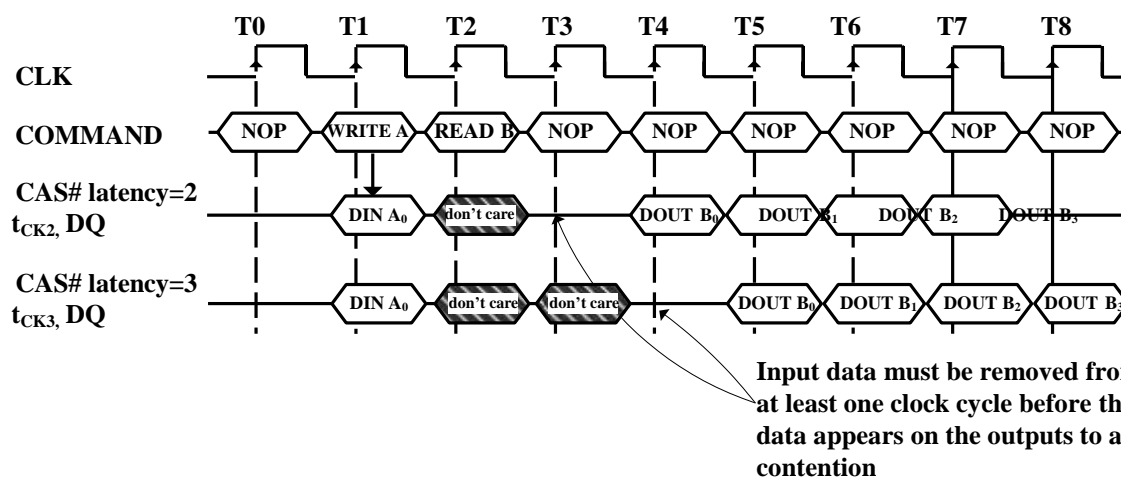 T0 T1 T2 T3 T4 T5 T6 T7 T8
CLK
COMMAND NOP WRITE A READ B NOP NOP NOP NOP NOP NOP
CAS# latency=2
tCK2, DQ DIN A0 don't care DOUT B0 DOUT B1 DOUT B2 DOUT B3
CAS# latency=3
tCK3, DQ DIN A0 don't care don't care DOUT B0 DOUT B1 DOUT B2 DOUT B3
Input data must be removed from
at least one clock cycle before th
data appears on the outputs to a
contention